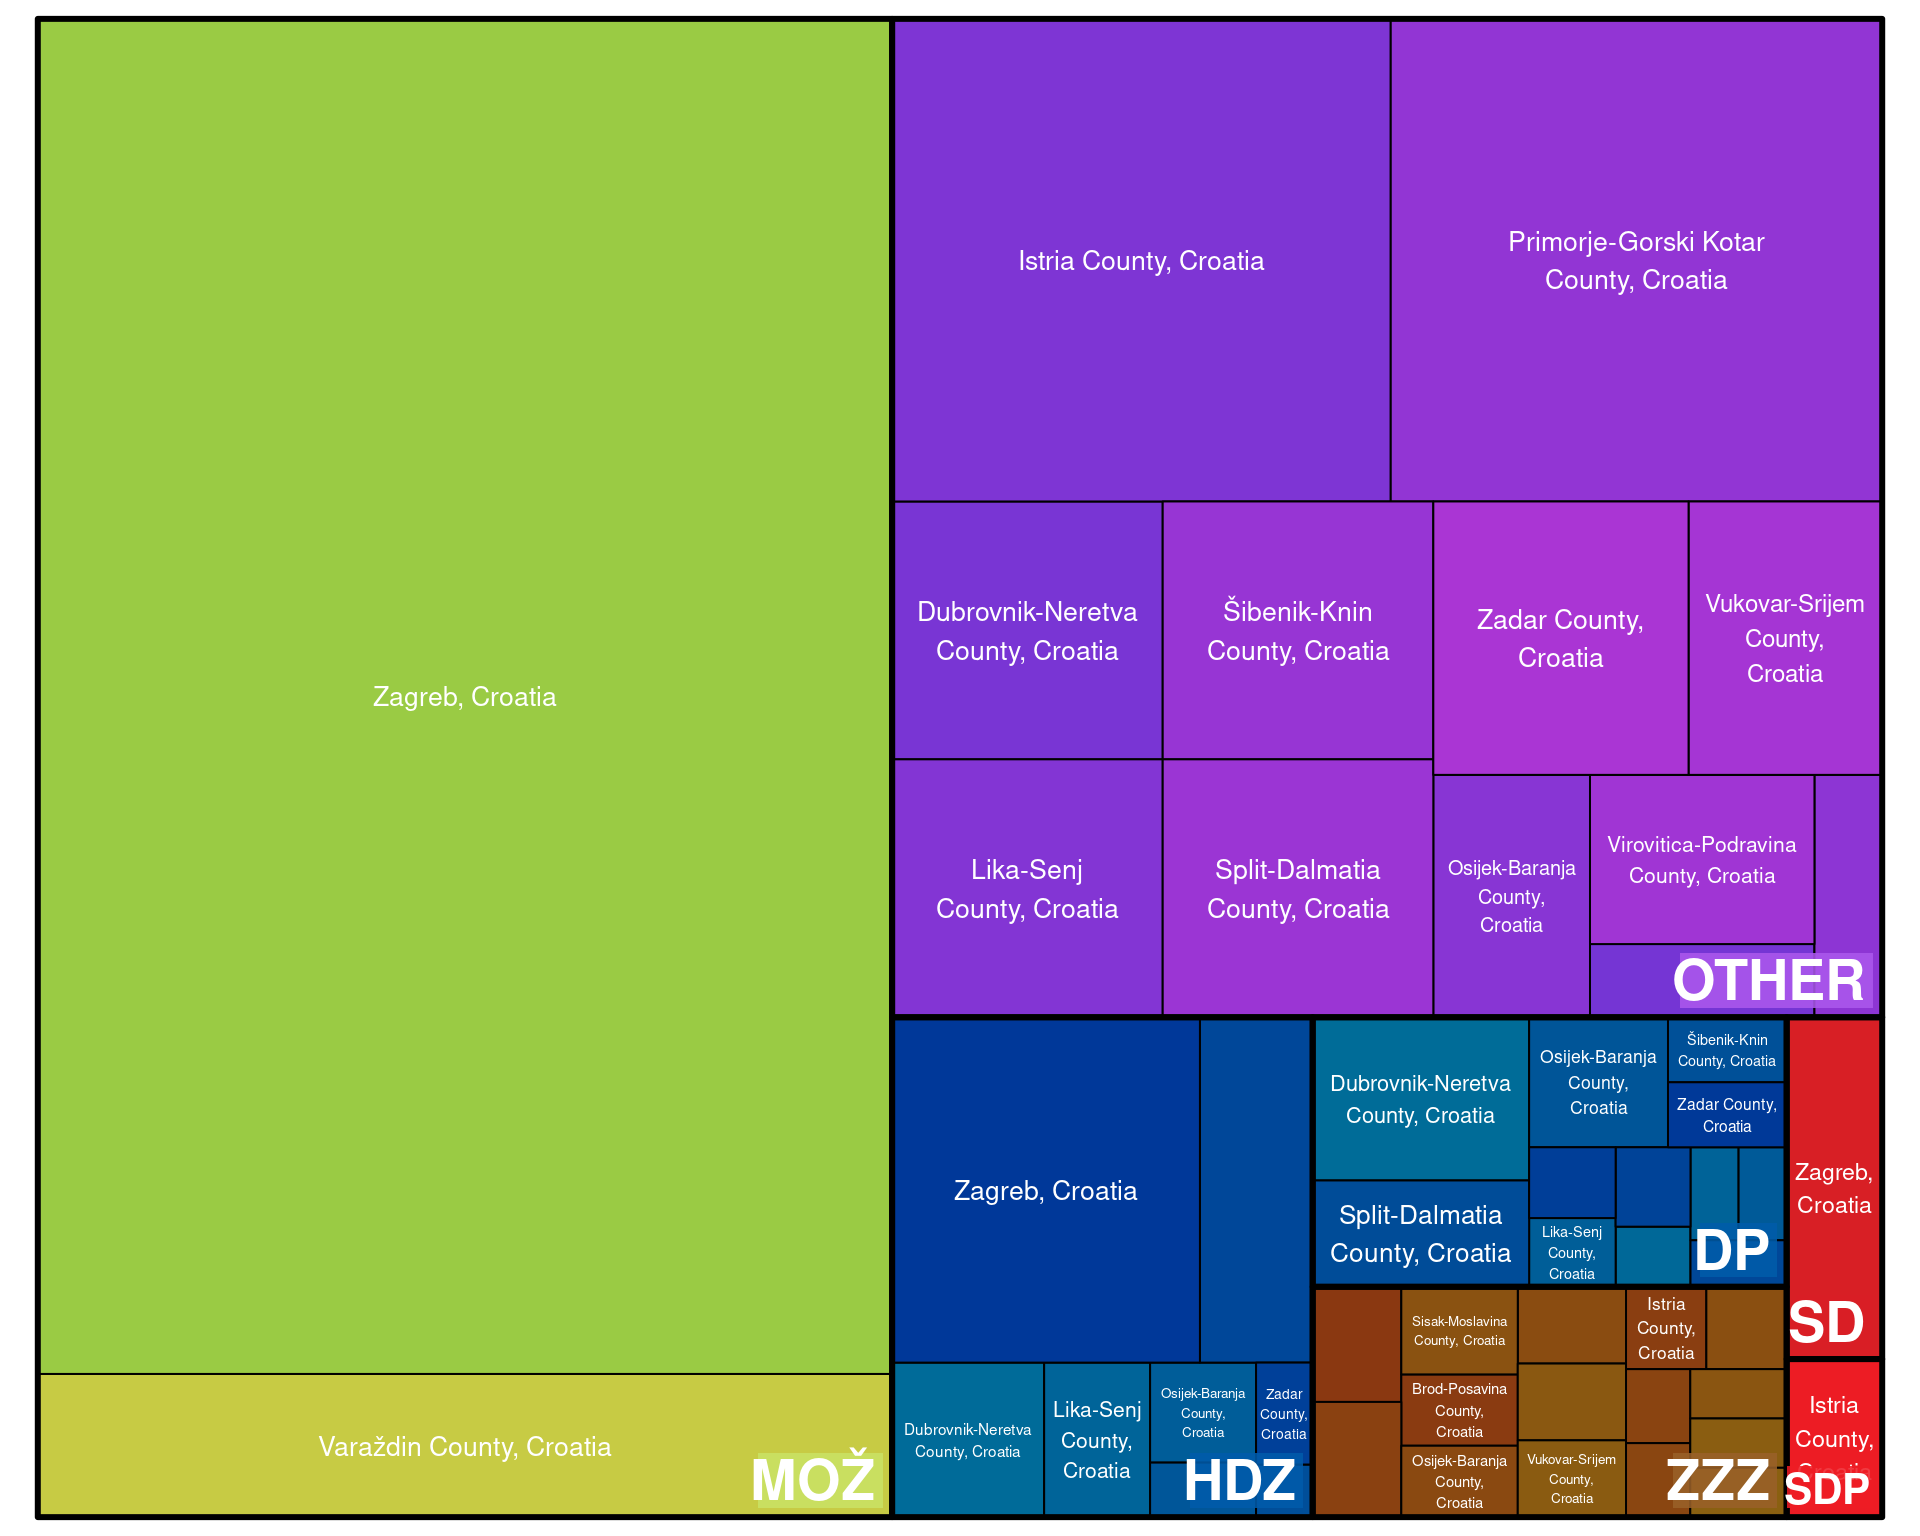 Zagreb, Croatia
Varaždin County, Croatia
MOŽ
Istria County, Croatia
Primorje-Gorski Kotar
County, Croatia
Dubrovnik-Neretva
County, Croatia
Šibenik-Knin
County, Croatia
Zadar County,
Croatia
Vukovar-Srijem
County,
Croatia
Lika-Senj
County, Croatia
Split-Dalmatia
County, Croatia
Osijek-Baranja
County,
Croatia
Virovitica-Podravina
County, Croatia
OTHER
Zagreb, Croatia
Dubrovnik-Neretva
County, Croatia
Lika-Senj
County,
Croatia
Osijek-Baranja
County,
Croatia
Zadar
County,
Croatia
HDZ
Dubrovnik-Neretva
County, Croatia
Split-Dalmatia
County, Croatia
Osijek-Baranja
County,
Croatia
Šibenik-Knin
County, Croatia
Zadar County,
Croatia
Lika-Senj
County,
Croatia
DP
Sisak-Moslavina
County, Croatia
Brod-Posavina
County,
Croatia
Osijek-Baranja
County,
Croatia
Vukovar-Srijem
County,
Croatia
Istria
County,
Croatia
ZZZ
Zagreb,
Croatia
SD
Istria
County,
Croatia
SDP